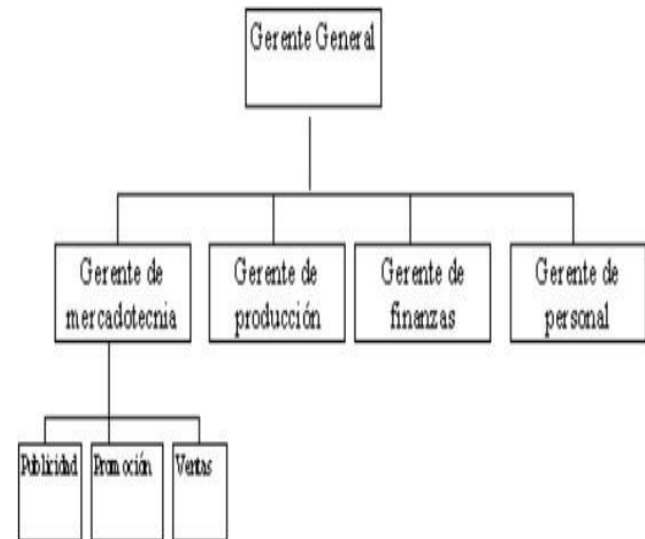 Gerente General
Gerente de
mercadotecnia
Gerente de
producción
Gerente de
finanzas
Gerente de
personal
Publicidad
Promoción
Ventas